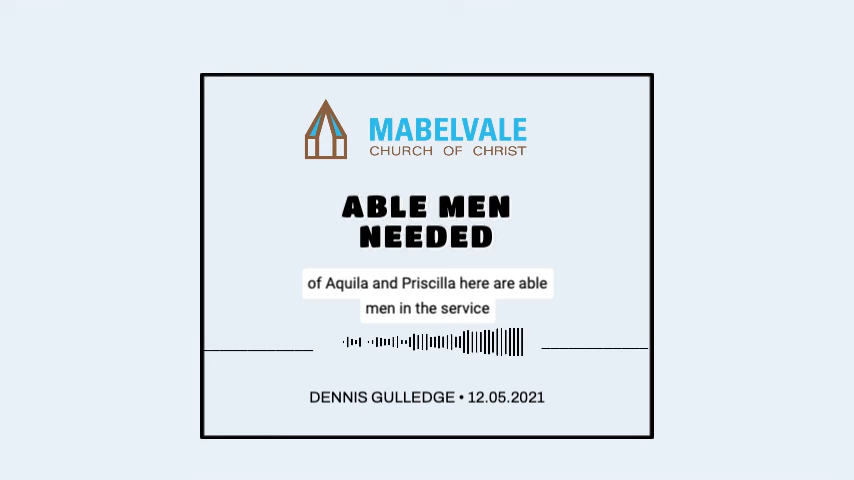 MABELVALE
CHURCH OF CHRIST
ABLE MEN
NEEDED
of Aquila and Priscilla here are able
men in the service
DENNIS GULLEDGE • 12.05.2021